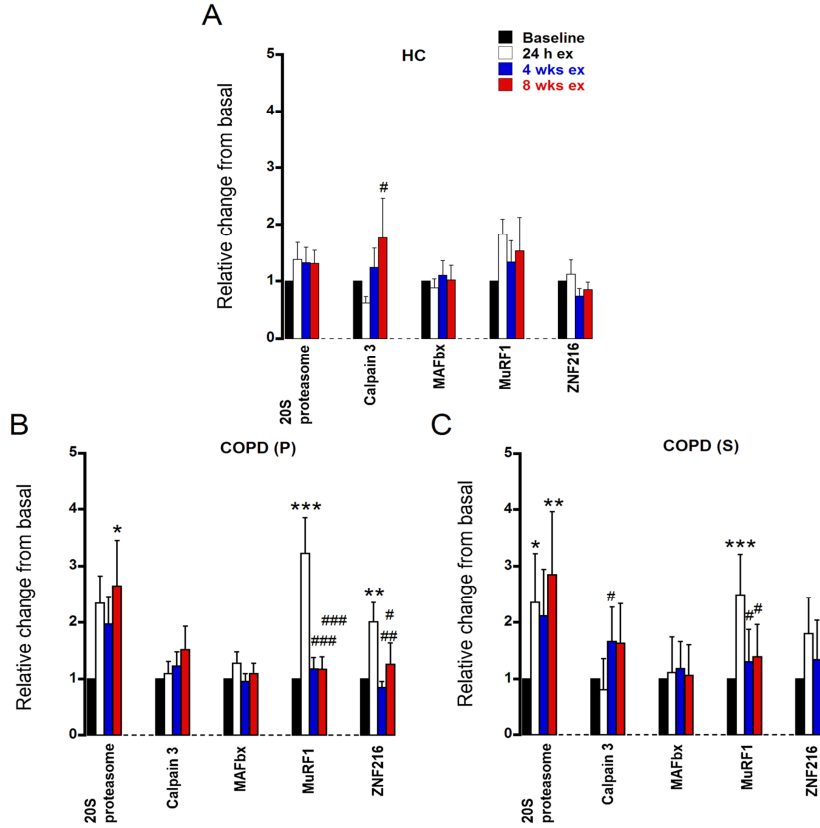 A
HC
Baseline
24 h ex
4 wks ex
8 wks ex
Relative change from basal
5
4
3
2
1
0
#
20S
proteasome
Calpain 3
MAFbx
MuRF1
ZNF216
B
COPD (P)
Relative change from basal
5
4
3
2
1
0
*
***
###
###
**
#
##
20S
proteasome
Calpain 3
MAFbx
MuRF1
ZNF216
C
COPD (S)
Relative change from basal
5
4
3
2
1
0
*
**
#
***
#
#
20S
proteasome
Calpain 3
MAFbx
MuRF1
ZNF216